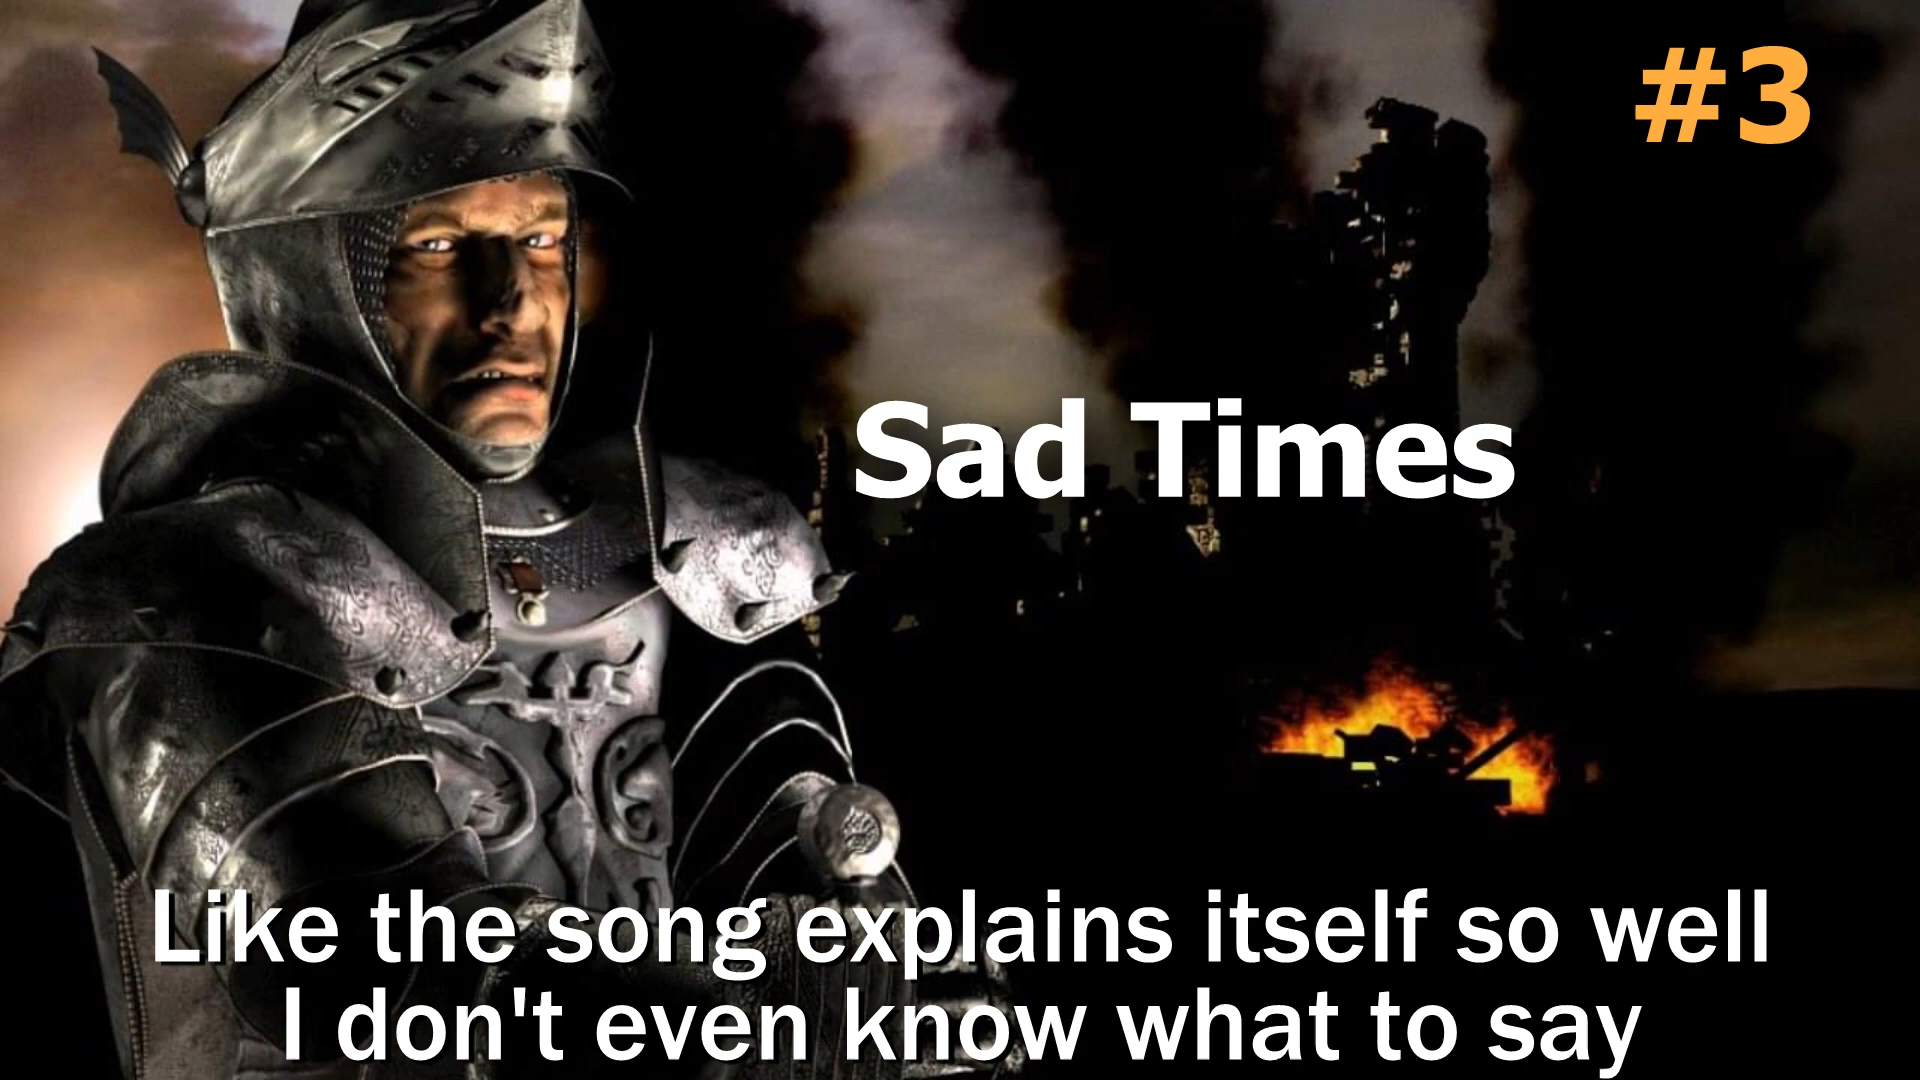 #3
Sad Times
Like the song explains itself so well
I don't even know what to say